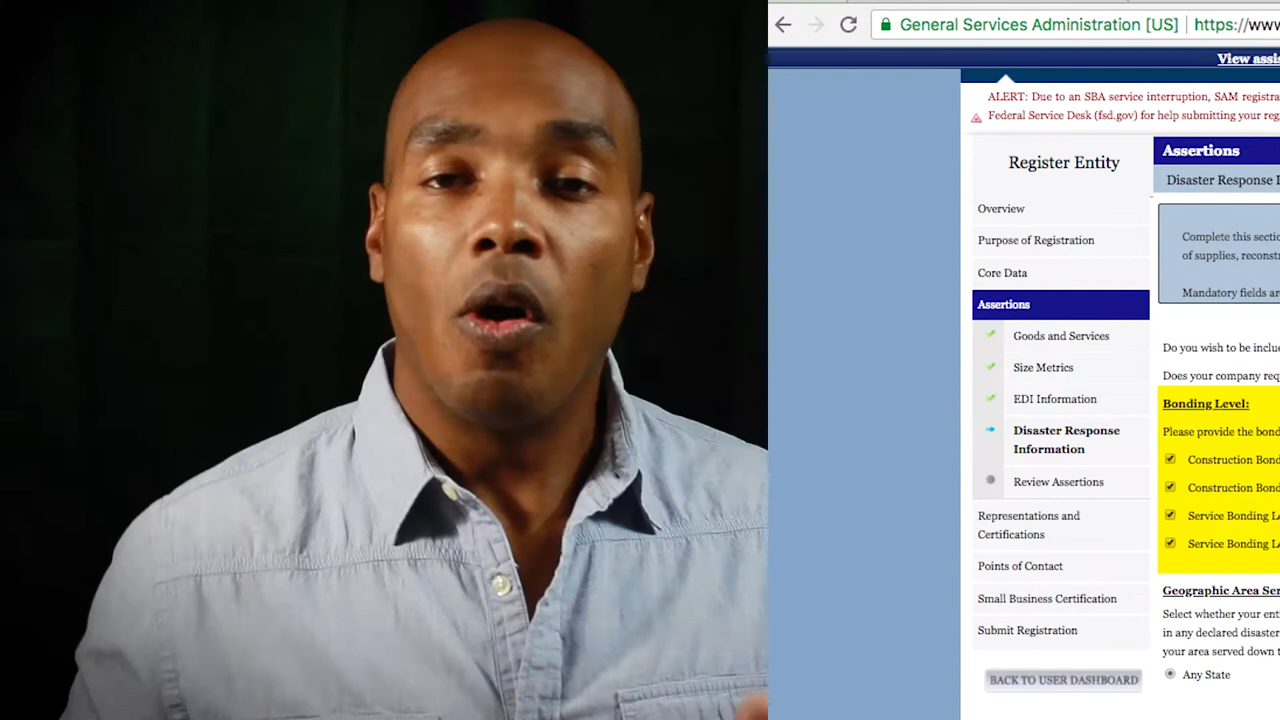 General Services Administration [US]
https://www
View assis
ALERT: Due to an SBA service interruption, SAM registra
Federal Service Desk (fsd.gov) for help submitting your reg
Register Entity
Overview
Purpose of Registration
Core Data
Assertions
Goods and Services
Size Metrics
EDI Information
Disaster Response
Information
Review Assertions
Representations and
Certifications
Points of Contact
Small Business Certification
Submit Registration
BACK TO USER DASHBOARD
Assertions
Disaster Response I
Complete this sectio
of supplies, reconst
Mandatory fields ar
Do you wish to be inclu
Does your company req
Bonding Level:
Please provide the bond
Construction Bond
Construction Bond
Service Bonding L
Service Bonding L
Geographic Area Ser
Select whether your enti
in any declared disaster
your area served down t
Any State